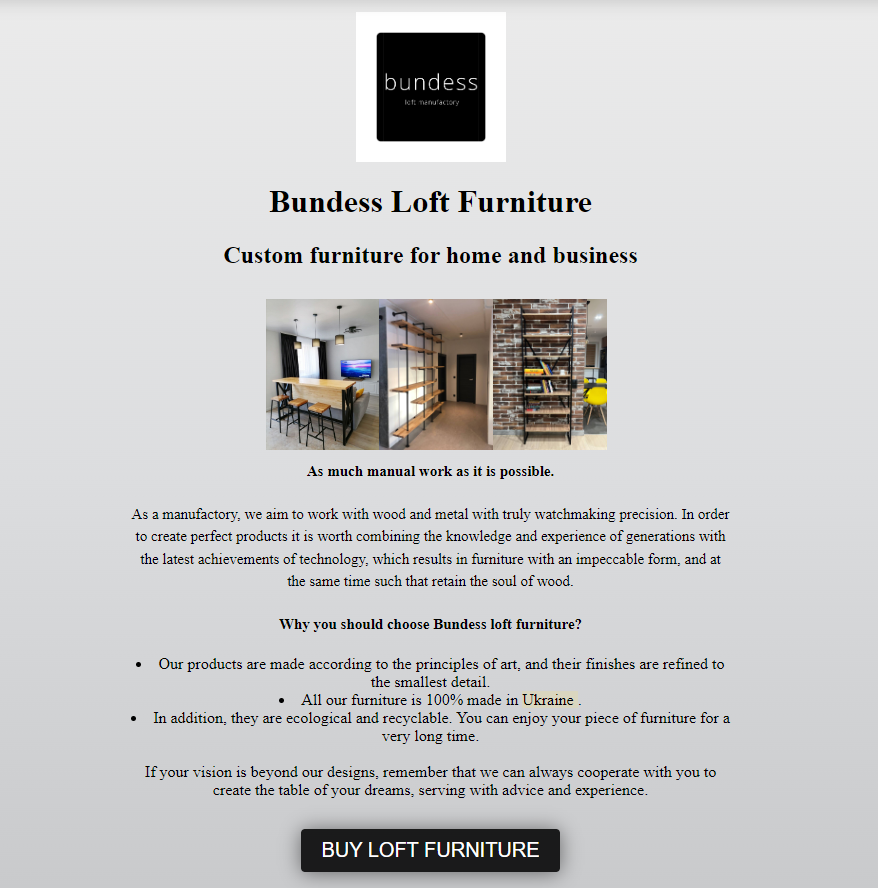 bundess
loft manufactory
Bundess Loft Furniture
Custom furniture for home and business
As much manual work as it is possible.
As a manufactory, we aim to work with wood and metal with truly watchmaking precision. In order
to create perfect products it is worth combining the knowledge and experience of generations with
the latest achievements of technology, which results in furniture with an impeccable form, and at
the same time such that retain the soul of wood.
Why you should choose Bundess loft furniture?
• Our products are made according to the principles of art, and their finishes are refined to
the smallest detail.
• All our furniture is 100% made in Ukraine .
• In addition, they are ecological and recyclable. You can enjoy your piece of furniture for a
very long time.
If your vision is beyond our designs, remember that we can always cooperate with you to
create the table of your dreams, serving with advice and experience.
BUY LOFT FURNITURE